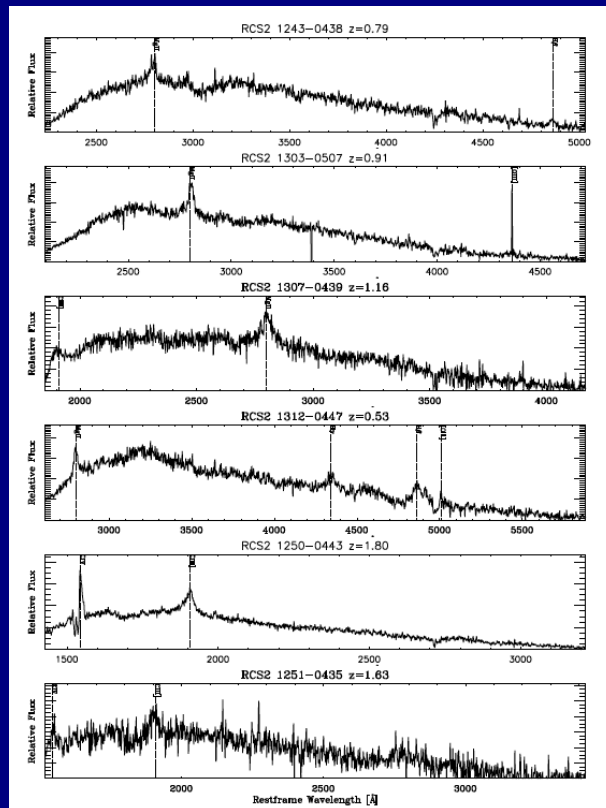 RCS2 1243-0438 z=0.79
Relative Flux
2500 3000 3500 4000 4500 5000
RCS2 1303-0507 z=0.91
Relative Flux
2500 3000 3500 4000 4500
RCS2 1307-0439 z=1.16
Relative Flux
2000 2500 3000 3500 4000
RCS2 1312-0447 z=0.53
Relative Flux
3000 3500 4000 4500 5000 5500
RCS2 1250-0443 z=1.80
Relative Flux
1500 2000 2500 3000
RCS2 1251-0435 z=1.63
Relative Flux
2000 2500 3000
Restframe Wavelength [Å]